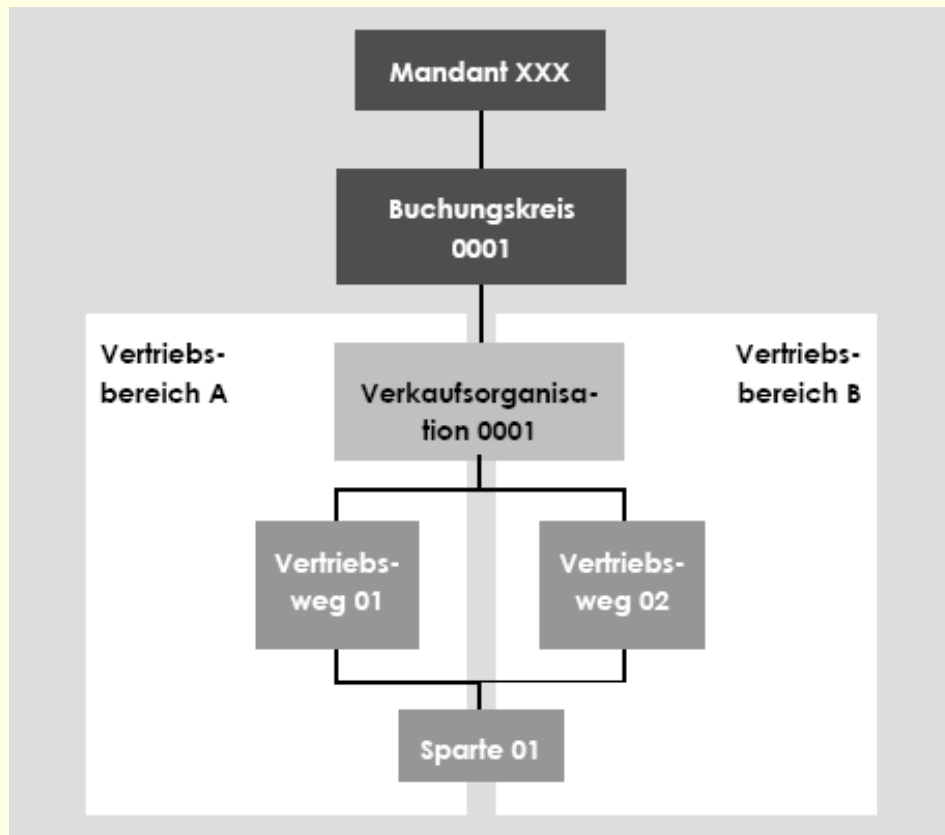 Mandant XXX
Buchungskreis
0001
Vertriebs-
bereich A
Vertriebs-
bereich B
Verkaufsorganisa-
tion 0001
Vertriebs-
weg 01
Vertriebs-
weg 02
Sparte 01